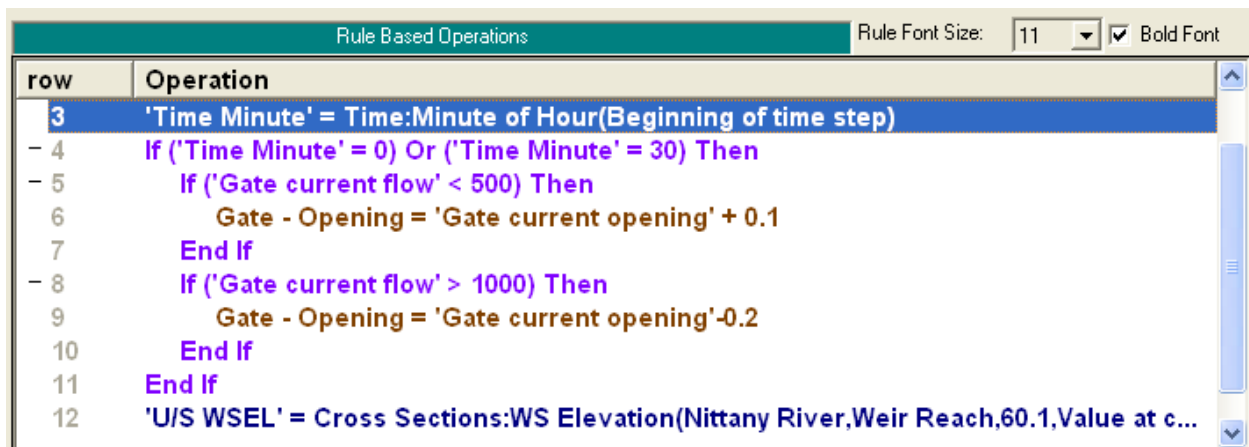 Rule Based Operations Rule Font Size: 11 Bold Font
row Operation
3 'Time Minute' = Time:Minute of Hour(Beginning of time step)
4 If ('Time Minute' = 0) Or ('Time Minute' = 30) Then
5 If ('Gate current flow' < 500) Then
6 Gate - Opening = 'Gate current opening' + 0.1
7 End If
8 If ('Gate current flow' > 1000) Then
9 Gate - Opening = 'Gate current opening'-0.2
10 End If
11 End If
12 'U/S WSEL' = Cross Sections:WS Elevation(Nittany River,Weir Reach,60.1,Value at c...